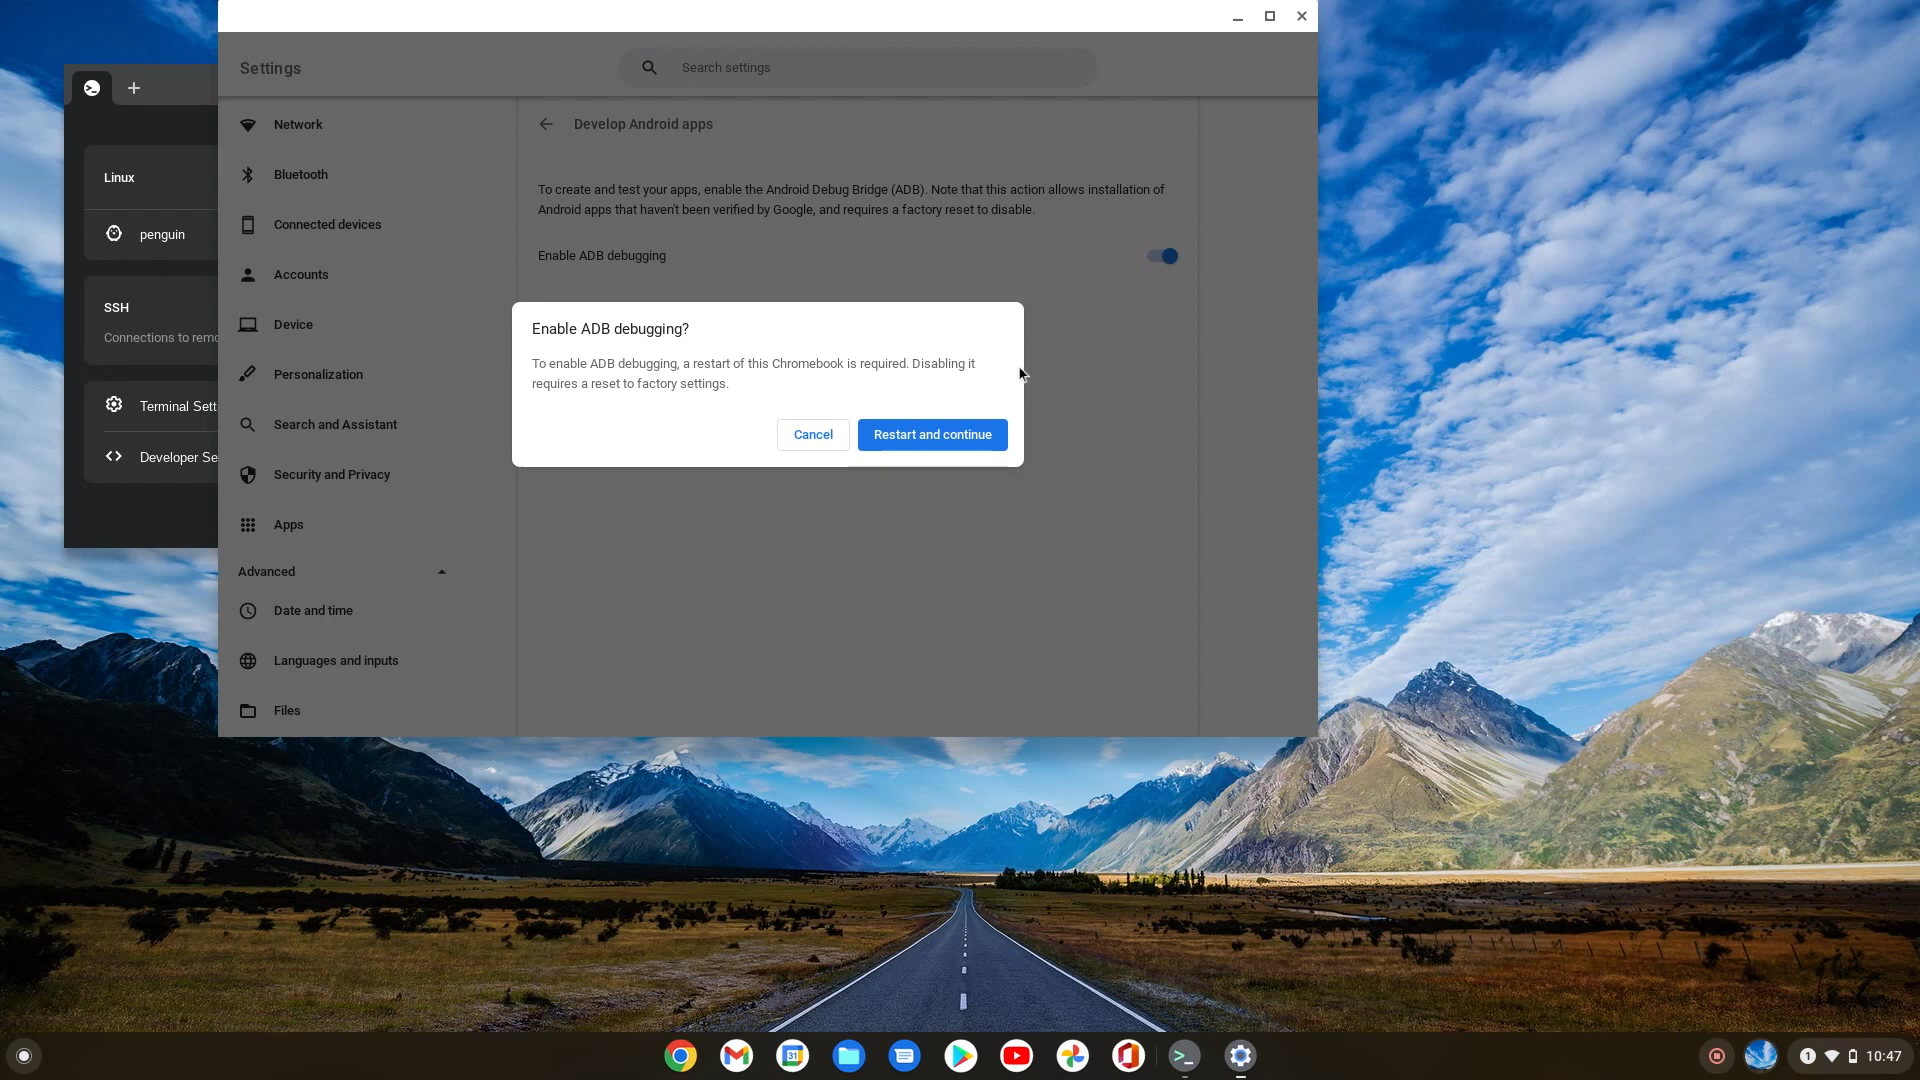 Settings
Search settings
Network
Bluetooth
Connected devices
Accounts
Device
Personalization
Search and Assistant
Security and Privacy
Apps
Advanced
Date and time
Languages and inputs
Files
Develop Android apps
To create and test your apps, enable the Android Debug Bridge (ADB). Note that this action allows installation of
Android apps that haven't been verified by Google, and requires a factory reset to disable.
Enable ADB debugging
Enable ADB debugging?
To enable ADB debugging, a restart of this Chromebook is required. Disabling it
requires a reset to factory settings.
Cancel
Restart and continue
Linux
penguin
SSH
Connections to remo
Terminal Sett
Developer Se
31
1
10:47